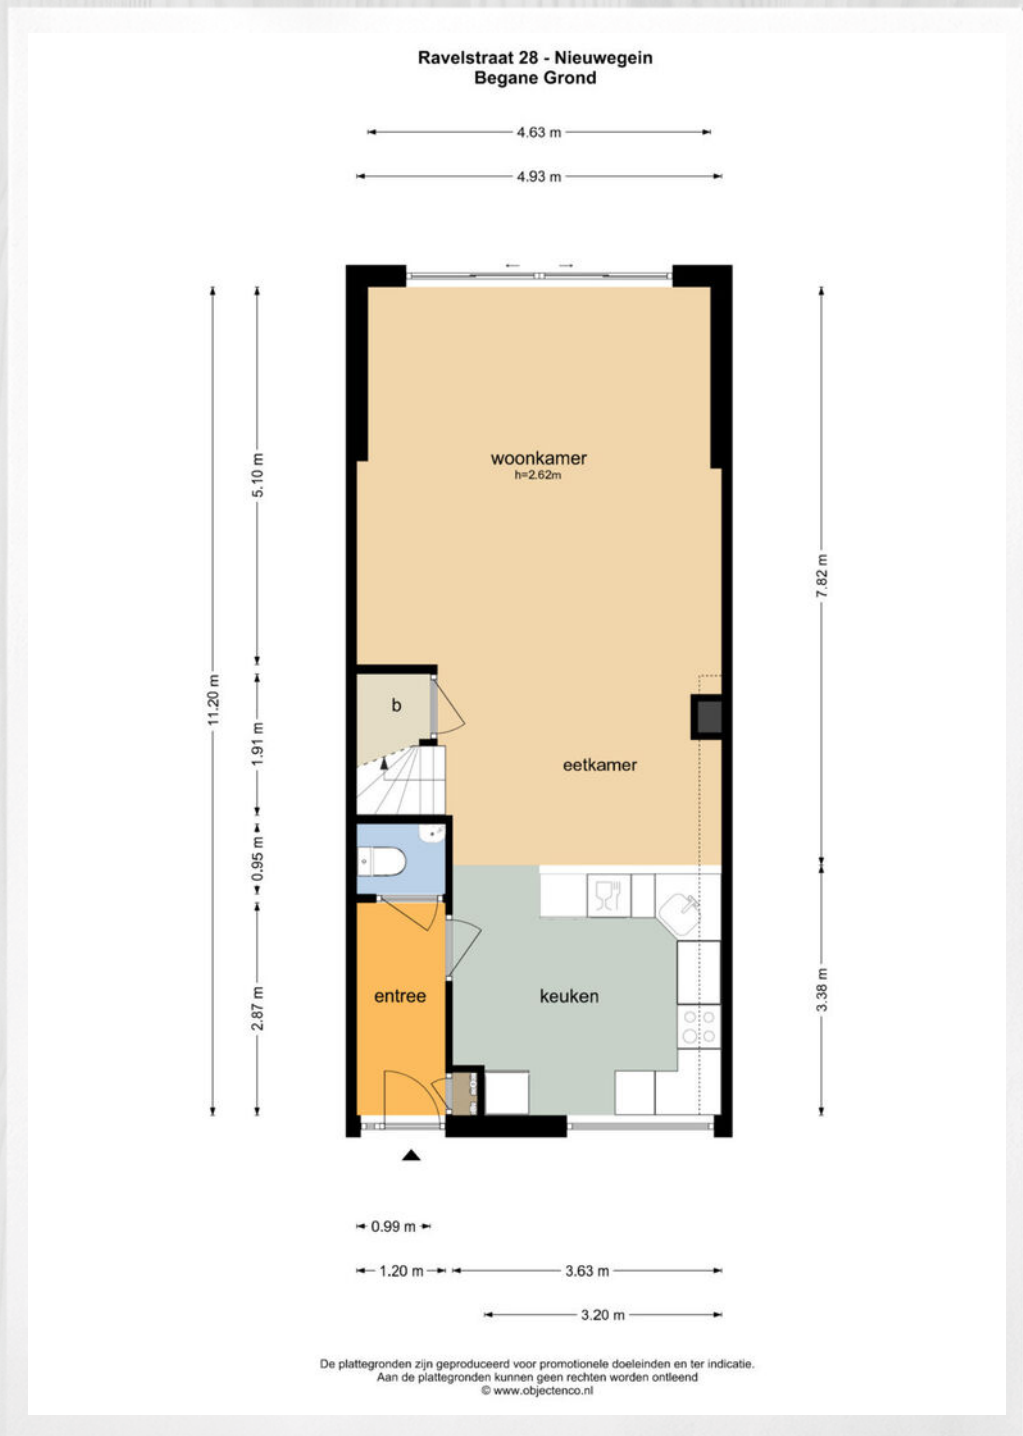 Ravelstraat 28 - Nieuwegein
Begane Grond
4.63 m
4.93 m
5.10 m
7.82 m
11.20 m
1.91 m
0.95 m
2.87 m
3.38 m
woonkamer
h=2.62m
b
eetkamer
entree
keuken
0.99 m
1.20 m
3.63 m
3.20 m
De plattegronden zijn geproduceerd voor promotionele doeleinden en ter indicatie.
Aan de plattegronden kunnen geen rechten worden ontleend
© www.objectenco.nl